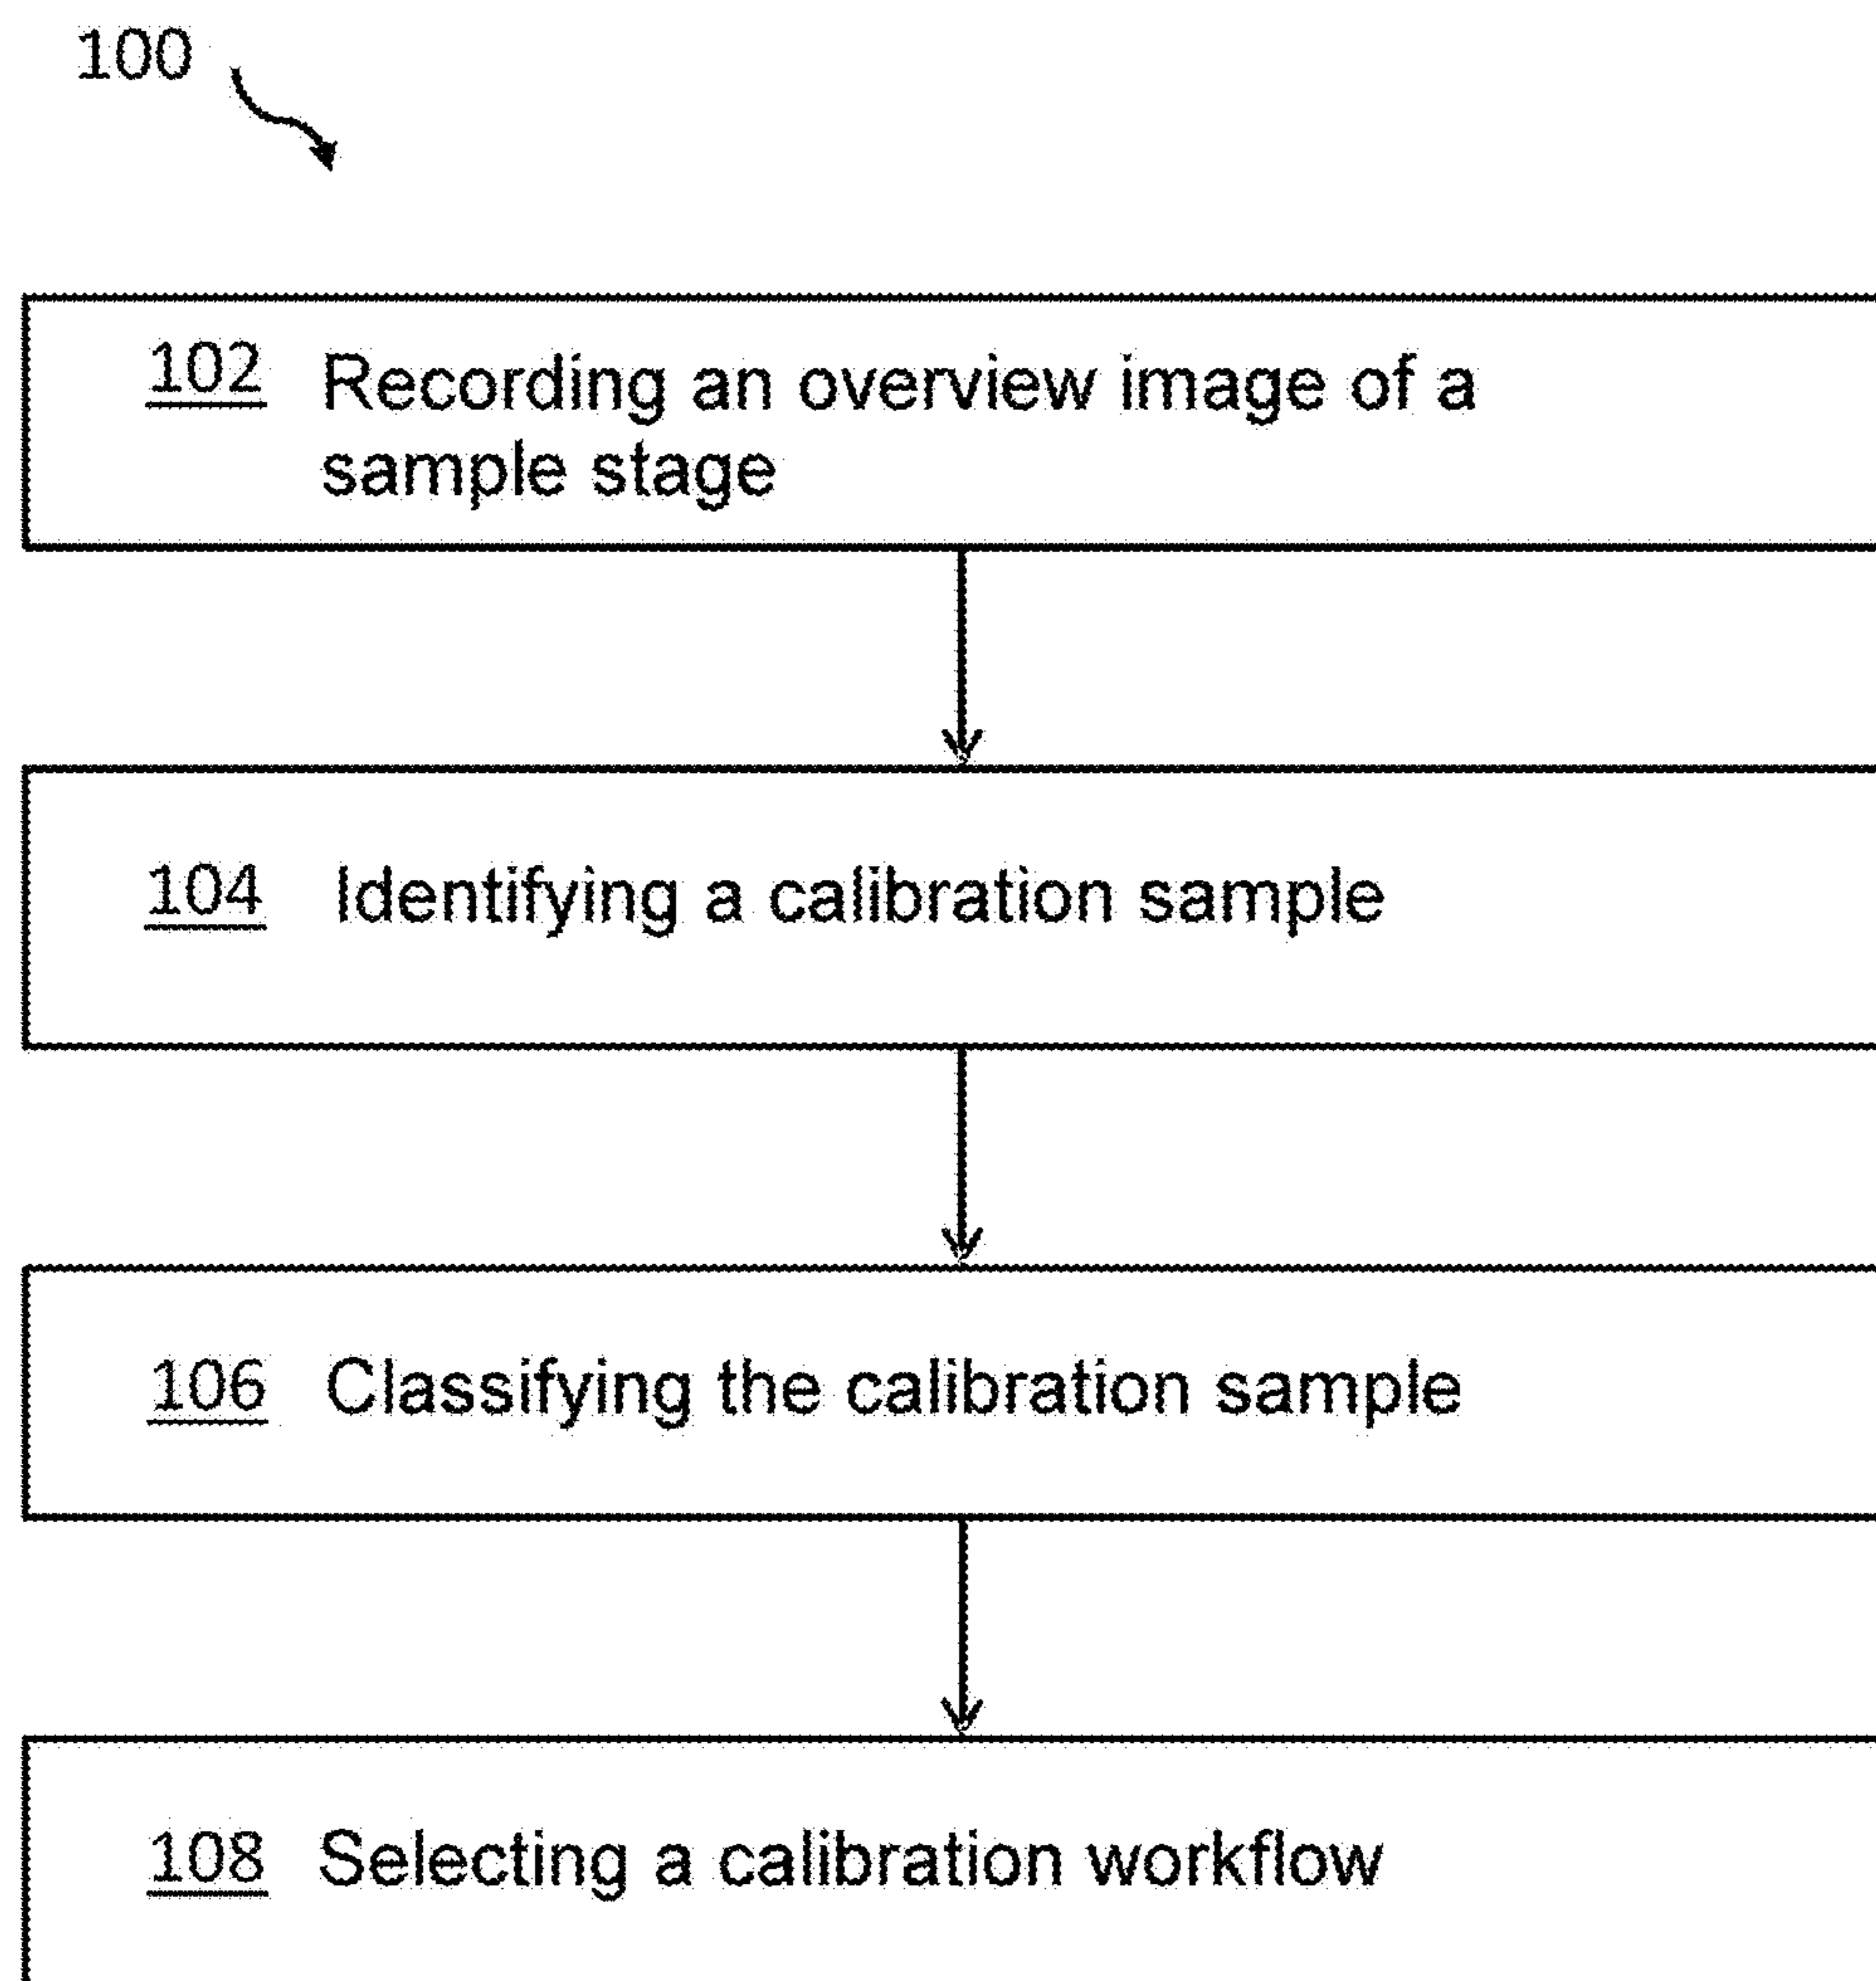 100
102 Recording an overview image of a
sample stage
104 Identifying a calibration sample
106 Classifying the calibration sample
108 Selecting a calibration workflow